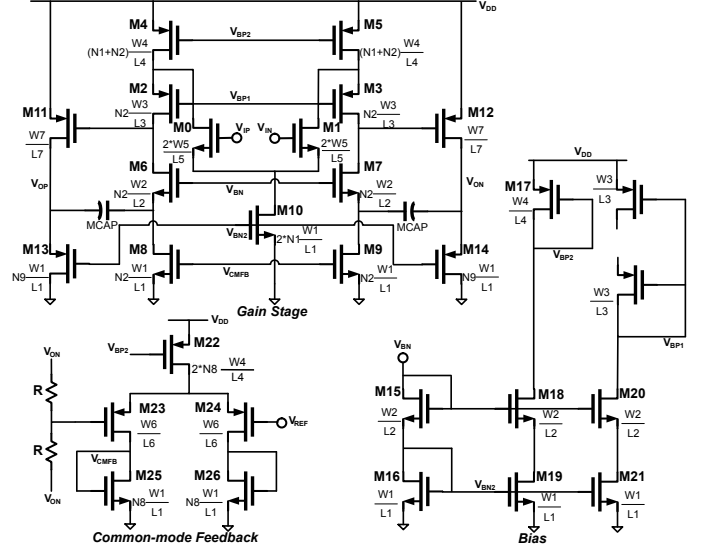 VDD
M4
M5
VBP2
(N1+N2) W4/L4
(N1+N2) W4/L4
M2
M3
VBP1
M11
N2 W3/L3
N2 W3/L3
M12
M0
VIP
VIN
M1
W7/L7
2*W5/L5
2*W5/L5
W7/L7
M6
M7
VOP
N2 W2/L2
VBN
N2 W2/L2
VON
MCAP
M10
MCAP
M13
M8
VBN2
2*N1 W1/L1
M9
M14
N9 W1/L1
N2 W1/L1
VCMFB
N2 W1/L1
N9 W1/L1
Gain Stage
VDD
VBP2
M22
2*N8 W4/L4
VON
R
M23
M24
W6/L6
W6/L6
VREF
R
VCMFB
M25
M26
VON
N8 W1/L1
N8 W1/L1
Common-mode Feedback
VDD
M17
W4/L4
W3/L3
VBP2
W3/L3
VBP1
VBN
M15
M18
M20
W2/L2
W2/L2
W2/L2
M16
VBN2
M19
M21
W1/L1
W1/L1
W1/L1
Bias